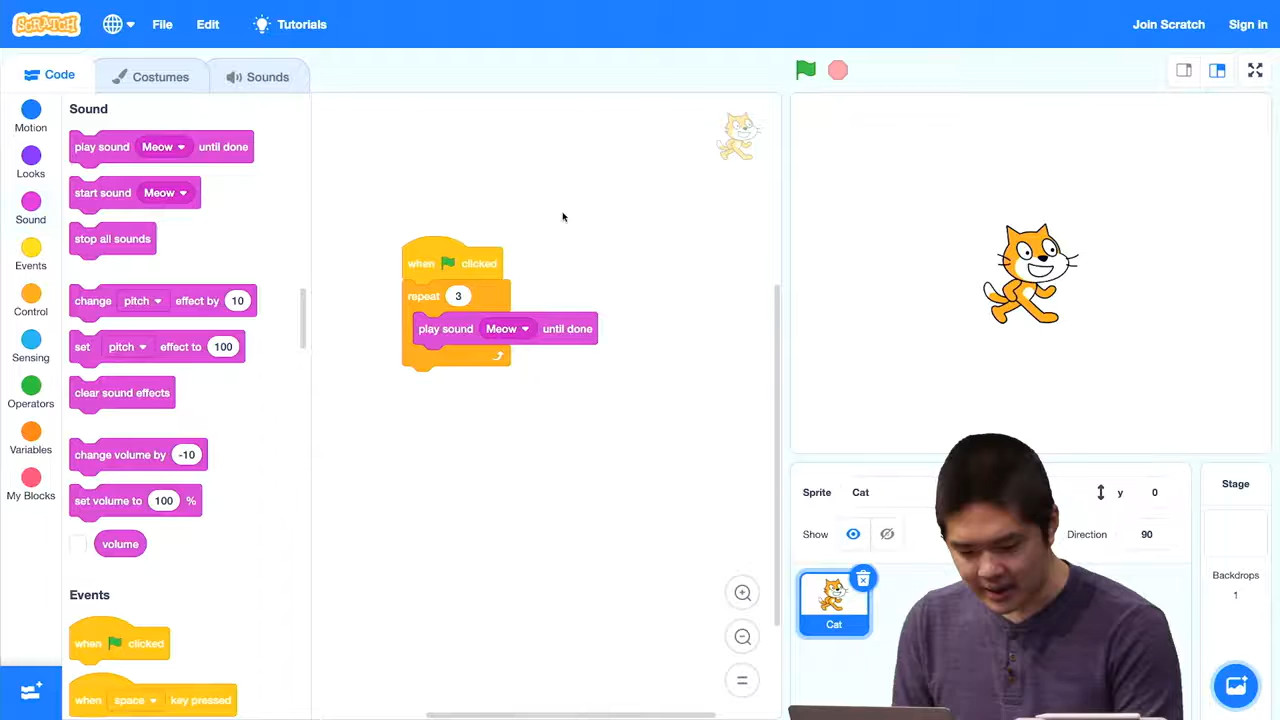 SCRATCH File Edit Tutorials Join Scratch Sign in
Code Costumes Sounds
Motion
Looks
Sound
Events
Control
Sensing
Operators
Variables
My Blocks
Sound
play sound Meow until done
start sound Meow
stop all sounds
change pitch effect by 10
set pitch effect to 100
clear sound effects
change volume by -10
set volume to 100 %
volume
Events
when clicked
when space key pressed
when clicked
repeat 3
play sound Meow until done
Sprite Cat y 0
Show Direction 90
Cat
Stage
Backdrops
1